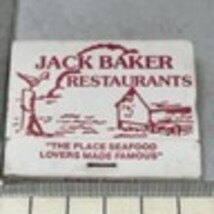 JACK BAKER
RESTAURANTS
"THE PLACE SEAFOOD
LOVERS MADE FAMOUS"